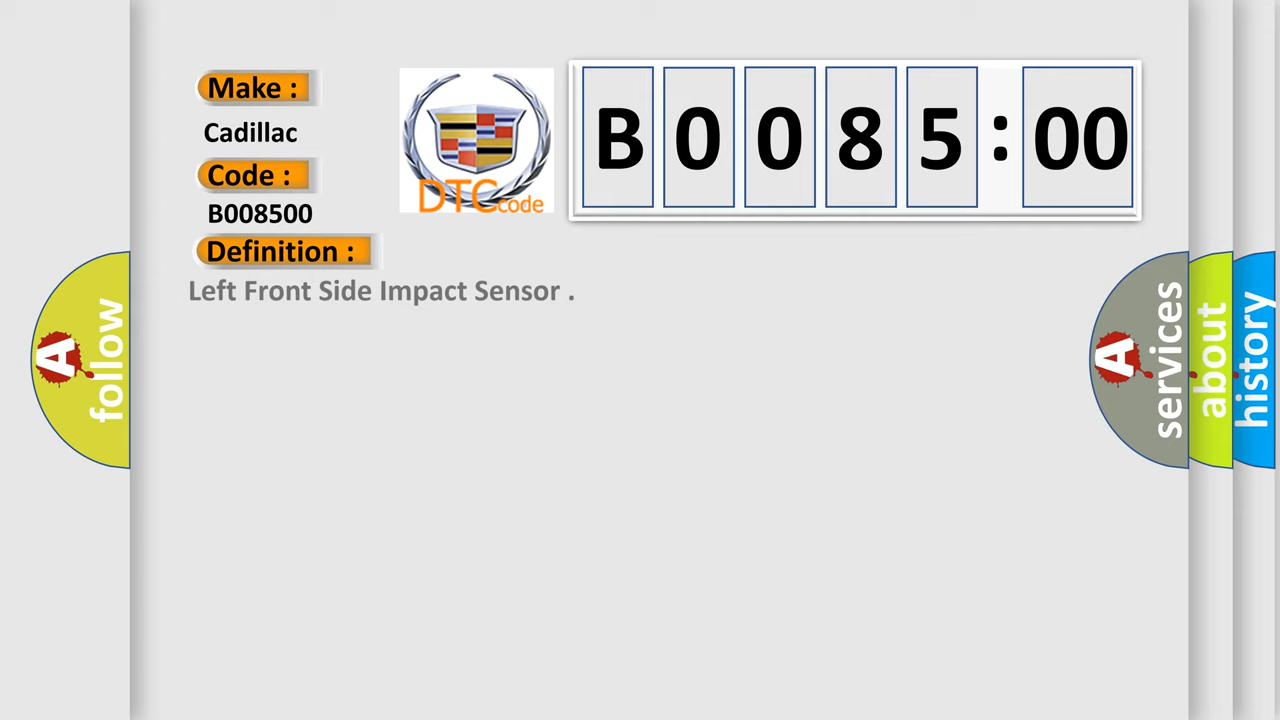 Make :
Cadillac
Code :
B008500
Definition :
Left Front Side Impact Sensor .
DTCcode
B0085:00
A follow
A services
about
history